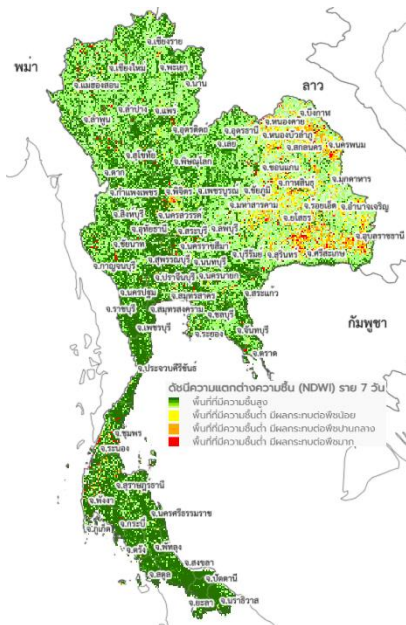 จ.เชียงราย
พม่า
จ.เชียงใหม่
จ.พะเยา
จ.น่าน
จ.แม่ฮ่องสอน
ลาว
จ.ลำปาง
จ.แพร่
จ.ลำพูน
จ.บึงกาฬ
จ.หนองคาย
จ.อุตรดิตถ์
จ.อุดรธานี
จ.หนองบัวลำภู
จ.เลย
จ.สกลนคร
จ.นครพนม
จ.สุโขทัย
จ.พิษณุโลก
จ.ตาก
จ.ขอนแก่น
จ.มุกดาหาร
จ.กำแพงเพชร
จ.พิจิตร
จ.เพชรบูรณ์
จ.ชัยภูมิ
จ.กาฬสินธุ์
จ.มหาสารคาม
จ.ร้อยเอ็ด
จ.อำนาจเจริญ
จ.สิงหบุรี
จ.นครสวรรค์
จ.ยโสธร
จ.อุทัยธานี
จ.สระบุรี
จ.ลพบุรี
จ.อุบลราชธานี
จ.ชัยนาท
จ.นครราชสีมา
จ.บุรีรัมย์
จ.สุรินทร์
จ.ศรีสะเกษ
จ.กาญจนบุรี
จ.สุพรรณบุรี
จ.นนทบุรี
จ.ปราจีนบุรี
จ.นครนายก
จ.นครปฐม
จ.สมุทรสาคร
จ.สระแก้ว
จ.ราชบุรี
จ.สมุทรสงคราม
จ.ชลบุรี
กัมพูชา
จ.เพชรบุรี
จ.ระยอง
จ.จันทบุรี
จ.ตราด
จ.ประจวบคีรีขันธ์
ดัชนีความแตกต่างความชื้น (NDWI) ราย 7 วัน
พื้นที่ที่มีความชื้นสูง
พื้นที่ที่มีความชื้นต่ำ มีผลกระทบต่อพืชน้อย
พื้นที่ที่มีความชื้นต่ำ มีผลกระทบต่อพืชปานกลาง
พื้นที่ที่มีความชื้นต่ำ มีผลกระทบต่อพืชมาก
จ.ชุมพร
จ.ระนอง
จ.สุราษฎรธานี
จ.พังงา
จ.นครศรีธรรมราช
จ.ภูเก็ต
จ.กระบี่
จ.ตรัง
จ.พัทลุง
จ.สงขลา
จ.สตูล
จ.ปัตตานี
จ.ยะลา
จ.นราธิวาส